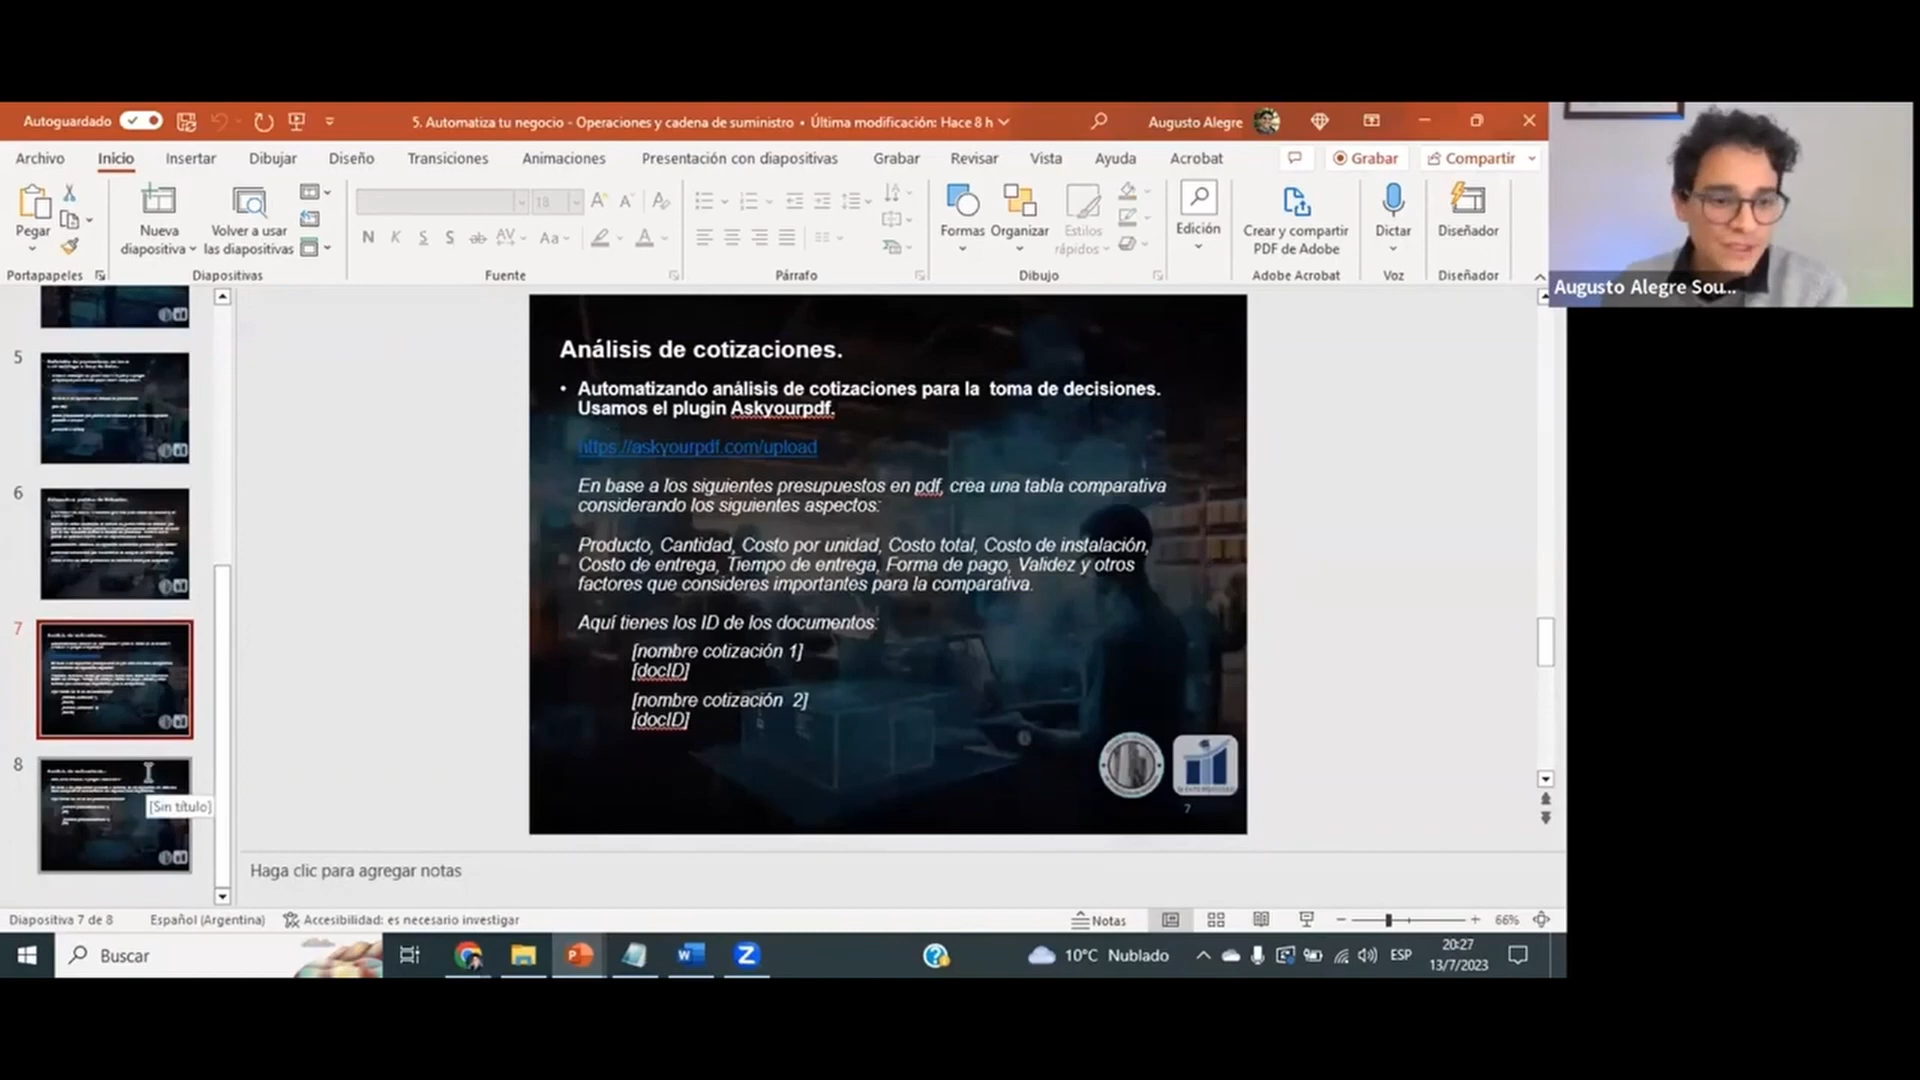 Autoguardado
5. Automatiza tu negocio - Operaciones y cadena de suministro • Última modificación: Hace 8 h
Augusto Alegre
Archivo Inicio Insertar Dibujar Diseño Transiciones Animaciones Presentación con diapositivas Grabar Revisar Vista Ayuda Acrobat
Grabar Compartir
Pegar
Nueva diapositiva
Volver a usar las diapositivas
18
N K S S ab AV Aa A
Formas Organizar Estilos rápidos
Edición
Crear y compartir PDF de Adobe
Dictar
Diseñador
Portapapeles Diapositivas Fuente Párrafo Dibujo Adobe Acrobat Voz Diseñador
Augusto Alegre Sou...
5
6
7
8
[Sin título]
Análisis de cotizaciones.
• Automatizando análisis de cotizaciones para la toma de decisiones.
Usamos el plugin Askyourpdf.
https://askyourpdf.com/upload
En base a los siguientes presupuestos en pdf, crea una tabla comparativa
considerando los siguientes aspectos:
Producto, Cantidad, Costo por unidad, Costo total, Costo de instalación,
Costo de entrega, Tiempo de entrega, Forma de pago, Validez y otros
factores que consideres importantes para la comparativa.
Aquí tienes los ID de los documentos:
[nombre cotización 1]
[docID]
[nombre cotización 2]
[docID]
7
Haga clic para agregar notas
Diapositiva 7 de 8 Español (Argentina) Accesibilidad: es necesario investigar
Notas 66%
Buscar
10°C Nublado
ESP
20:27
13/7/2023